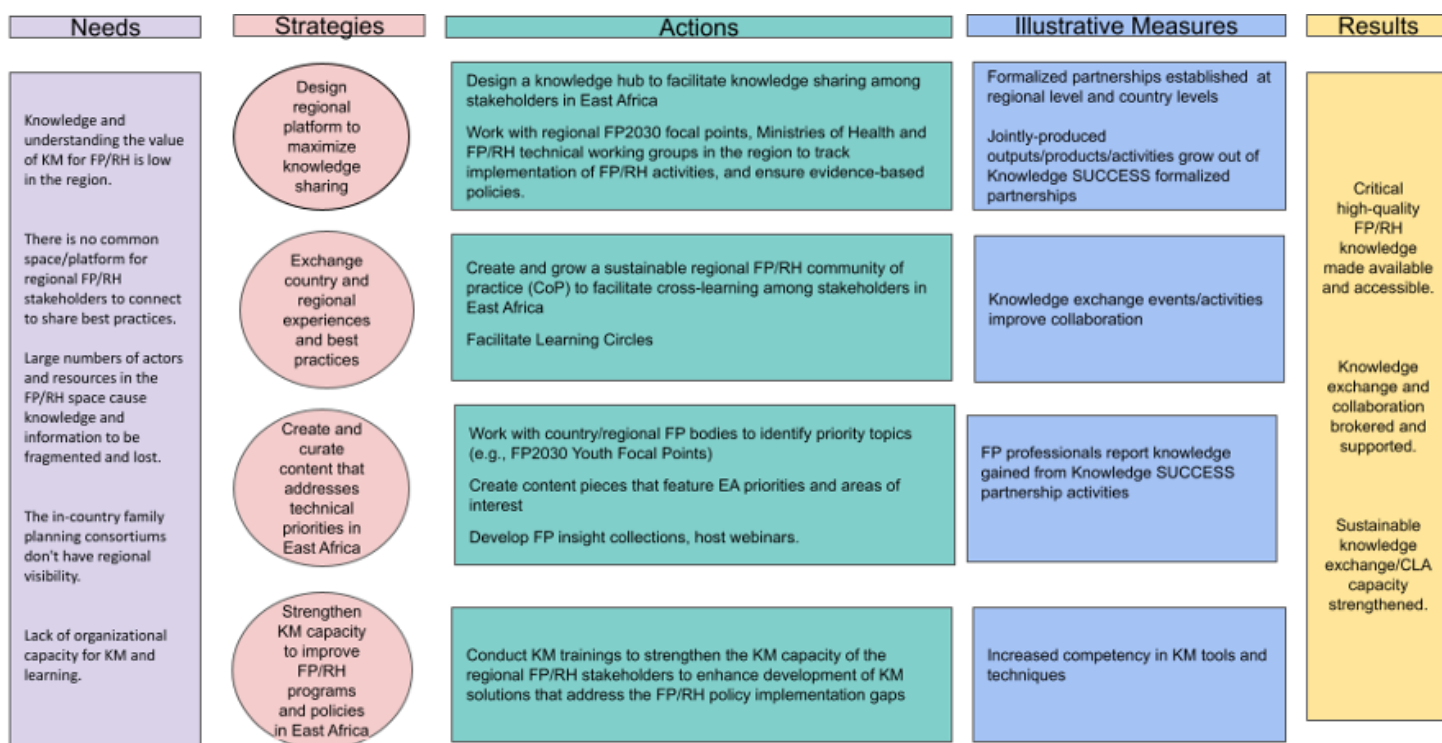 Needs
Strategies
Actions
Illustrative Measures
Results
Knowledge and
understanding the value
of KM for FP/RH is low
in the region.
There is no common
space/platform for
regional FP/RH
stakeholders to connect
to share best practices.
Large numbers of actors
and resources in the
FP/RH space cause
knowledge and
information to be
fragmented and lost.
The in-country family
planning consortiums
don't have regional
visibility.
Lack of organizational
capacity for KM and
learning.
Design
regional
platform to
maximize
knowledge
sharing
Design a knowledge hub to facilitate knowledge sharing among
stakeholders in East Africa
Work with regional FP2030 focal points, Ministries of Health and
FP/RH technical working groups in the region to track
implementation of FP/RH activities, and ensure evidence-based
policies.
Formalized partnerships established at
regional level and country levels
Jointly-produced
outputs/products/activities grow out of
Knowledge SUCCESS formalized
partnerships
Exchange
country and
regional
experiences
and best
practices
Create and grow a sustainable regional FP/RH community of
practice (CoP) to facilitate cross-learning among stakeholders in
East Africa
Facilitate Learning Circles
Knowledge exchange events/activities
improve collaboration
Create and
curate
content that
addresses
technical
priorities in
East Africa
Work with country/regional FP bodies to identify priority topics
(e.g., FP2030 Youth Focal Points)
Create content pieces that feature EA priorities and areas of
interest
Develop FP insight collections, host webinars.
FP professionals report knowledge
gained from Knowledge SUCCESS
partnership activities
Strengthen
KM capacity
to improve
FP/RH
programs
and policies
in East Africa
Conduct KM trainings to strengthen the KM capacity of the
regional FP/RH stakeholders to enhance development of KM
solutions that address the FP/RH policy implementation gaps
Increased competency in KM tools and
techniques
Critical
high-quality
FP/RH
knowledge
made available
and accessible.
Knowledge
exchange and
collaboration
brokered and
supported.
Sustainable
knowledge
exchange/CLA
capacity
strengthened.